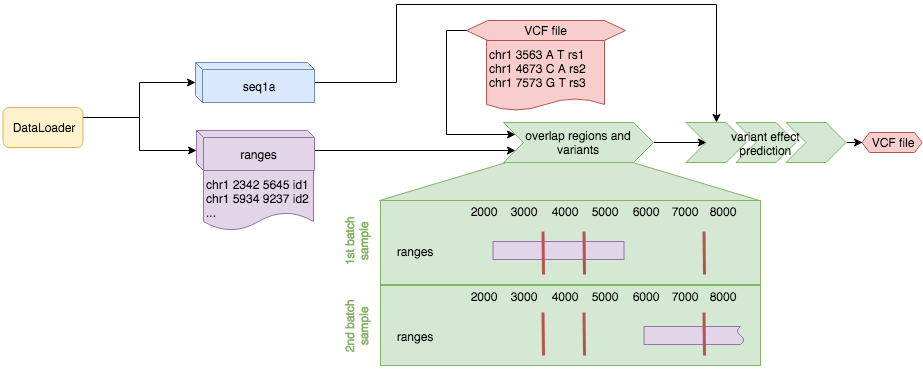 VCF file
chr1 3563 A T rs1
chr1 4673 C A rs2
chr1 7573 G T rs3
seq1a
DataLoader
ranges
chr1 2342 5645 id1
chr1 5934 9237 id2
...
overlap regions and
variants
variant effect
prediction
VCF file
1st batch
sample
2000 3000 4000 5000 6000 7000 8000
ranges
2nd batch
sample
2000 3000 4000 5000 6000 7000 8000
ranges